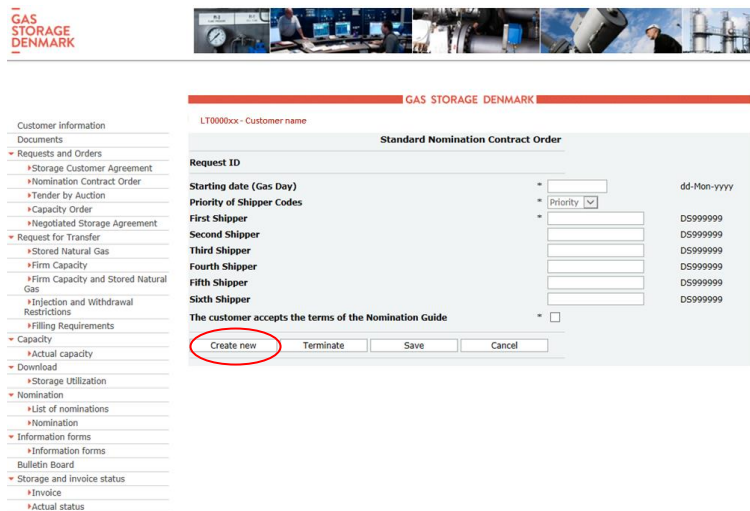 GAS
STORAGE
DENMARK
GAS STORAGE DENMARK
LT0000xx - Customer name
Customer information
Documents
Requests and Orders
Storage Customer Agreement
Nomination Contract Order
Tender by Auction
Capacity Order
Negotiated Storage Agreement
Request for Transfer
Stored Natural Gas
Firm Capacity
Firm Capacity and Stored Natural
Gas
Injection and Withdrawal
Restrictions
Filling Requirements
Capacity
Actual capacity
Download
Storage Utilization
Nomination
List of nominations
Nomination
Information forms
Information forms
Bulletin Board
Storage and invoice status
Invoice
Actual status
Standard Nomination Contract Order
Request ID
Starting date (Gas Day) * dd-Mon-yyyy
Priority of Shipper Codes * Priority
First Shipper * DS999999
Second Shipper DS999999
Third Shipper DS999999
Fourth Shipper DS999999
Fifth Shipper DS999999
Sixth Shipper DS999999
The customer accepts the terms of the Nomination Guide *
Create new Terminate Save Cancel